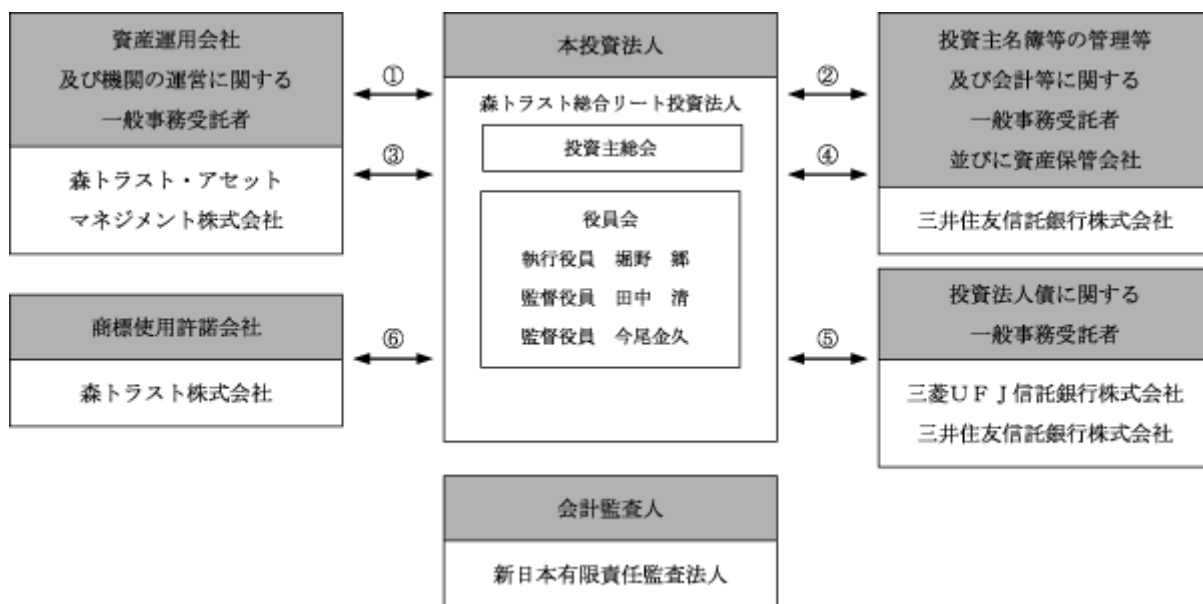 資産運用会社
及び機関の運営に関する
一般事務受託者
森トラスト・アセット
マネジメント株式会社
①
③
商標使用許諾会社
森トラスト株式会社
⑥
本投資法人
森トラスト総合リート投資法人
投資主総会
役員会
執行役員　堀野　郷
監督役員　田中　清
監督役員　今尾金久
②
④
投資主名簿等の管理等
及び会計等に関する
一般事務受託者
並びに資産保管会社
三井住友信託銀行株式会社
⑤
投資法人債に関する
一般事務受託者
三菱ＵＦＪ信託銀行株式会社
三井住友信託銀行株式会社
会計監査人
新日本有限責任監査法人